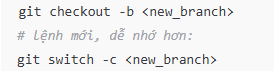 git checkout -b <new_branch>
# lệnh mới, dễ nhớ hơn:
git switch -c <new_branch>